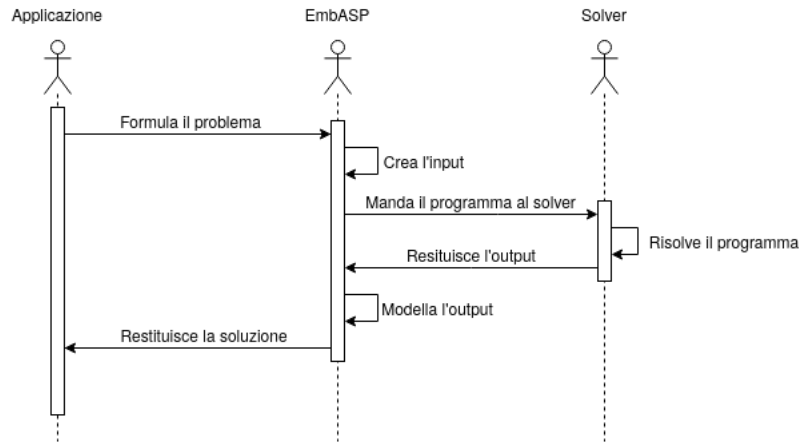 Applicazione
EmbASP
Solver
Formula il problema
Crea l'input
Manda il programma al solver
Risolve il programma
Resituisce l'output
Modella l'output
Restituisce la soluzione